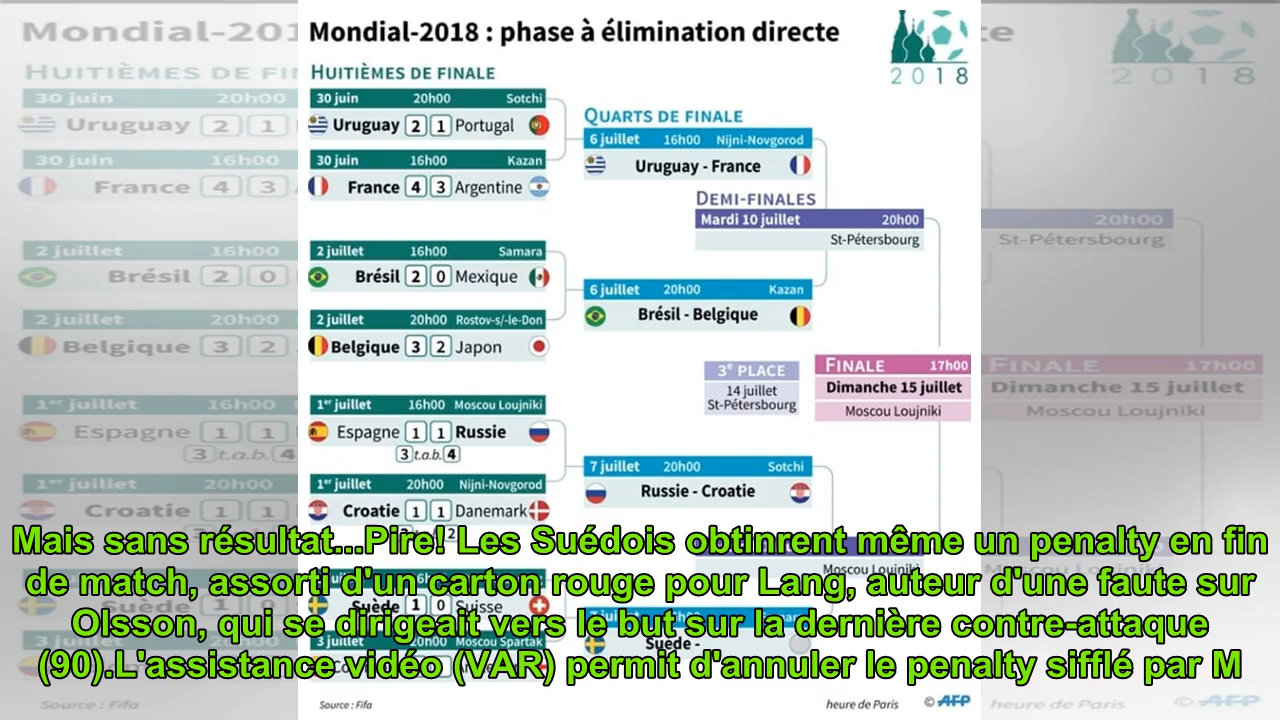 Mondial-2018 : phase à élimination directe
2018
HUITIÈMES DE FINALE
30 juin 20h00 Sotchi
Uruguay 2 1 Portugal
30 juin 16h00 Kazan
France 4 3 Argentine
2 juillet 16h00 Samara
Brésil 2 0 Mexique
2 juillet 20h00 Rostov-s/-le-Don
Belgique 3 2 Japon
1er juillet 16h00 Moscou Loujniki
Espagne 1 1 Russie
3 t.a.b. 4
1er juillet 20h00 Nijni-Novgorod
Croatie 1 1 Danemark
Suède 1 0 Suisse
3 juillet 20h00 Moscou Spartak
QUARTS DE FINALE
6 juillet 16h00 Nijni-Novgorod
Uruguay - France
6 juillet 20h00 Kazan
Brésil - Belgique
7 juillet 20h00 Sotchi
Russie - Croatie
Suède -
DEMI-FINALES
Mardi 10 juillet 20h00
St-Pétersbourg
Moscou Loujniki
3e PLACE
14 juillet
St-Pétersbourg
FINALE 17h00
Dimanche 15 juillet
Moscou Loujniki
Mais sans résultat...Pire! Les Suédois obtinrent même un penalty en fin
de match, assorti d'un carton rouge pour Lang, auteur d'une faute sur
Olsson, qui se dirigeait vers le but sur la dernière contre-attaque
(90).L'assistance vidéo (VAR) permit d'annuler le penalty sifflé par M
Source : Fifa
heure de Paris © AFP